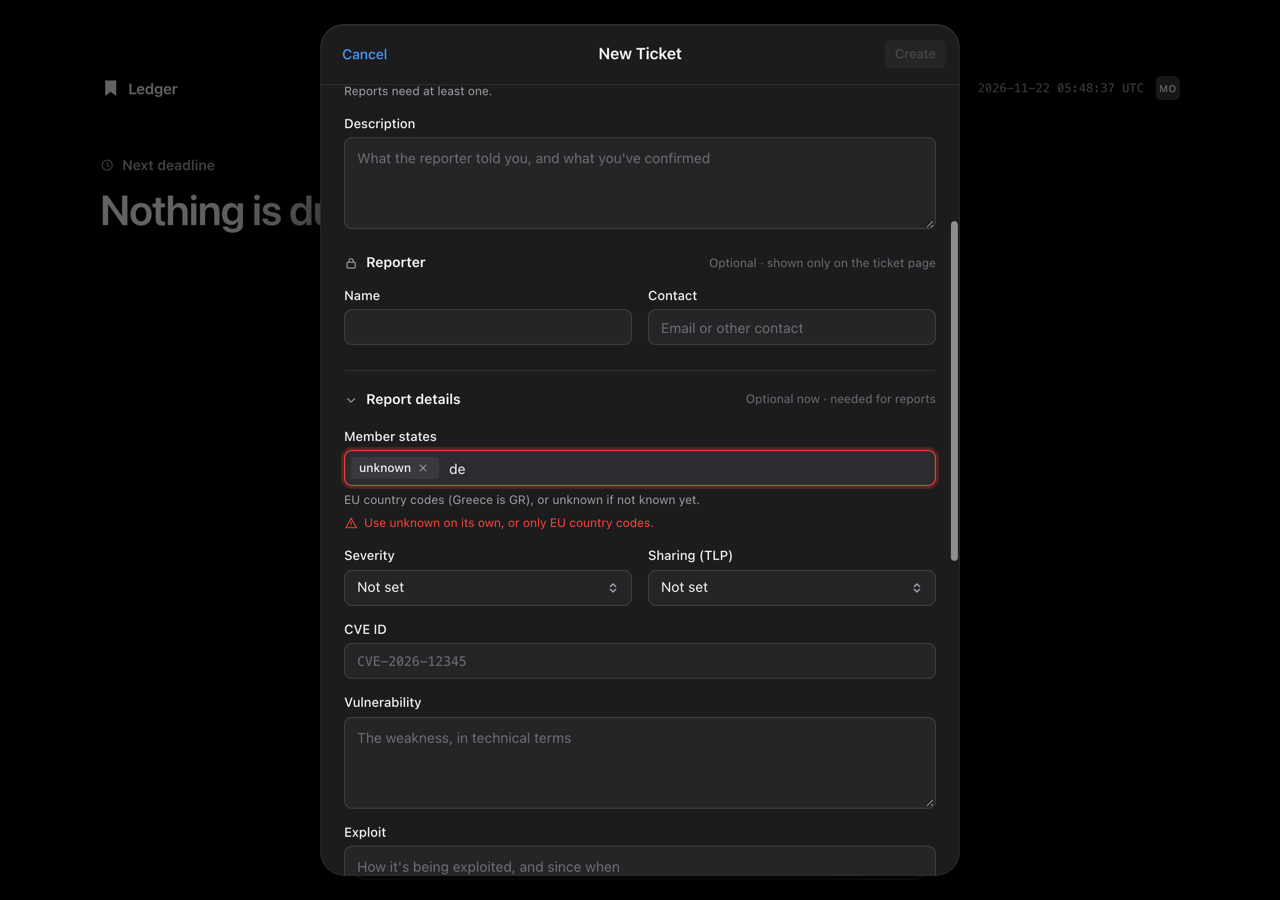 Cancel
New Ticket
Create
Ledger
2026-11-22 05:48:37 UTC
MO
Reports need at least one.
Description
What the reporter told you, and what you've confirmed
Next deadline
Nothing is du
Reporter
Optional · shown only on the ticket page
Name
Contact
Email or other contact
Report details
Optional now · needed for reports
Member states
unknown
de
EU country codes (Greece is GR), or unknown if not known yet.
Use unknown on its own, or only EU country codes.
Severity
Sharing (TLP)
Not set
Not set
CVE ID
CVE-2026-12345
Vulnerability
The weakness, in technical terms
Exploit
How it's being exploited, and since when